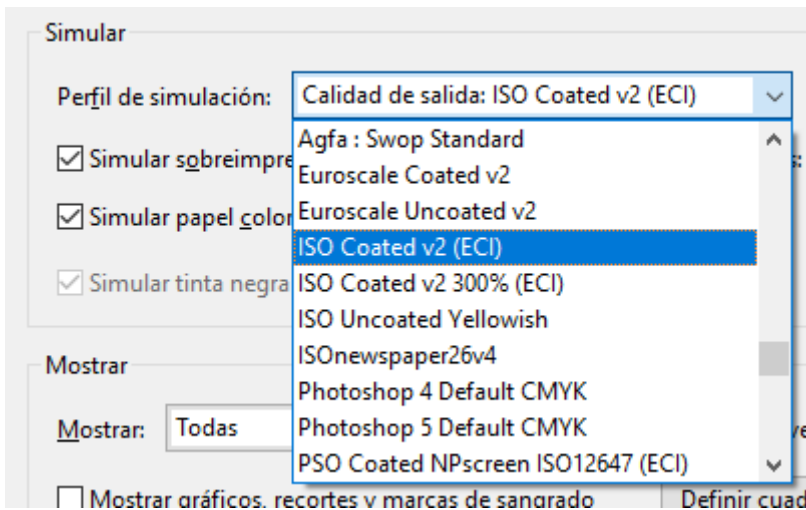 Simular
Perfil de simulación: Calidad de salida: ISO Coated v2 (ECI)
Agfa : Swop Standard
Simular sobreimpre
Euroscale Coated v2
Euroscale Uncoated v2
Simular papel color
ISO Coated v2 (ECI)
Simular tinta negra ISO Coated v2 300% (ECI)
ISO Uncoated Yellowish
ISOnewspaper26v4
Mostrar
Photoshop 4 Default CMYK
Mostrar: Todas Photoshop 5 Default CMYK
PSO Coated NPscreen ISO12647 (ECI)
Mostrar gráficos, recortes y marcas de sangrado Definir cuad